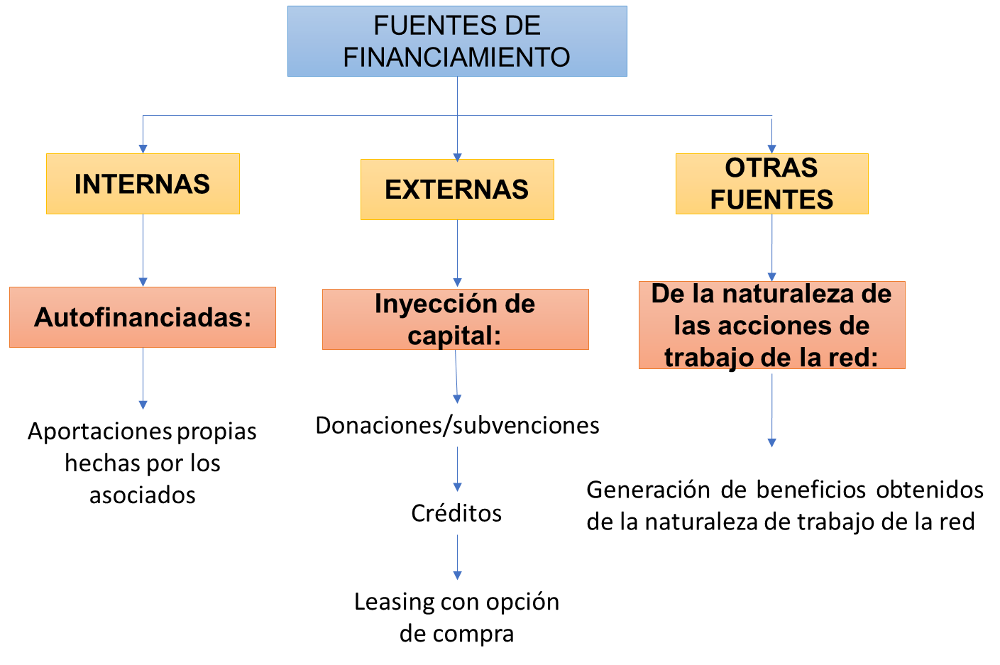 FUENTES DE
FINANCIAMIENTO
INTERNAS
EXTERNAS
OTRAS
FUENTES
Autofinanciadas:
Inyección de
capital:
De la naturaleza de
las acciones de
trabajo de la red:
Aportaciones propias
hechas por los
asociados
Donaciones/subvenciones
Créditos
Leasing con opción
de compra
Generación de beneficios obtenidos
de la naturaleza de trabajo de la red